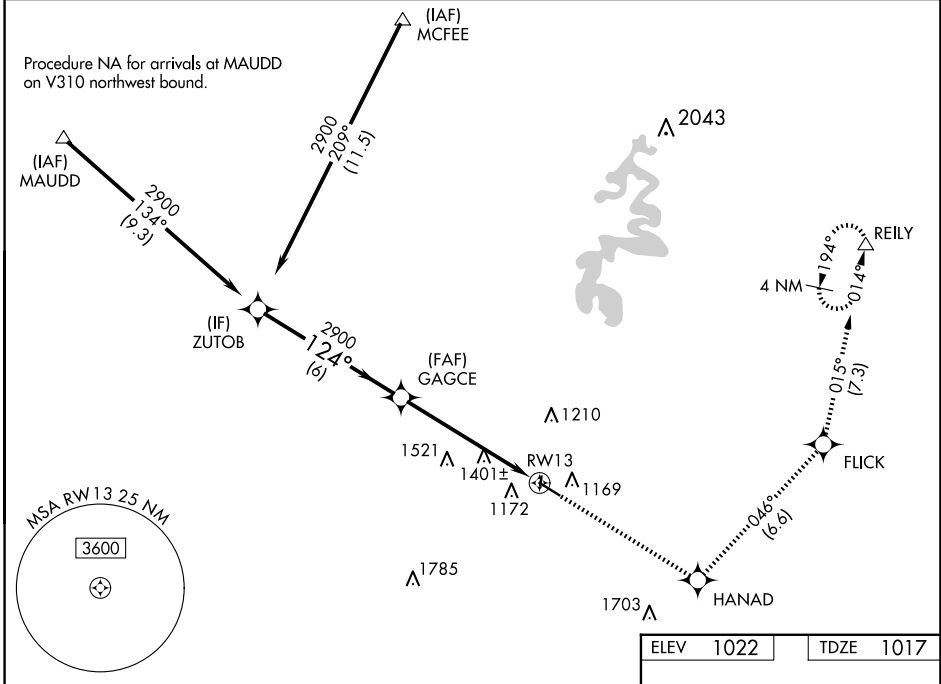 (IAF)
MCFEE
Procedure NA for arrivals at MAUDD
on V310 northwest bound.
2043
(IAF)
MAUDD
2900
209°
(11.5)
2900
134°
(9.3)
REILY
194°
014°
4 NM
(IF)
ZUTOB
2900
124°
(6)
(FAF)
GAGCE
015°
(7.3)
1210
1521
1401±
RW13
1169
1172
FLICK
046°
(6.6)
MSA RW13 25 NM
3600
1785
HANAD
1703
ELEV 1022
TDZE 1017